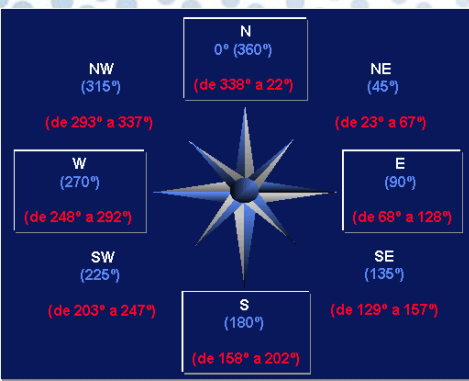 N
0º (360º)
(de 338º a 22º)
NW
(315º)
(de 293º a 337º)
NE
(45º)
(de 23º a 67º)
W
(270º)
(de 248º a 292º)
E
(90º)
(de 68º a 128º)
SW
(225º)
(de 203º a 247º)
SE
(135º)
(de 129º a 157º)
S
(180º)
(de 158º a 202º)